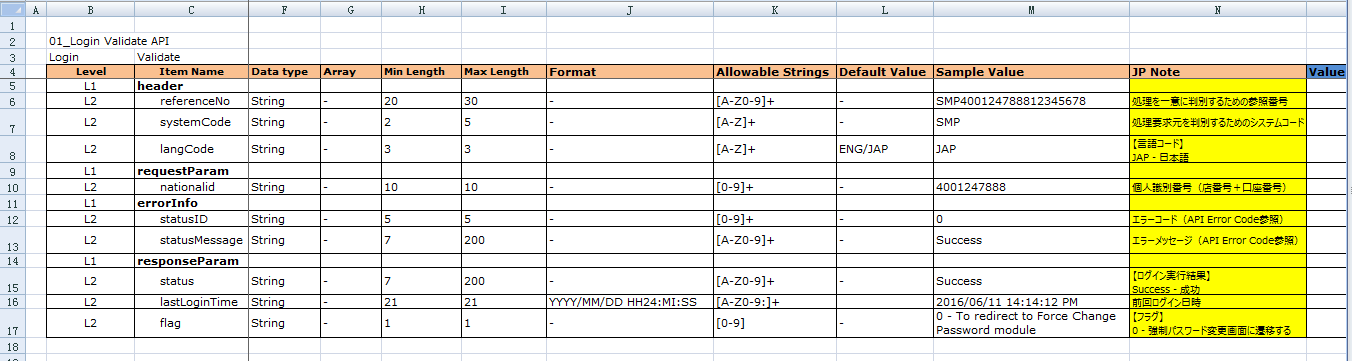 A B C F G H I J K L M N
1
2 01_Login Validate API
3 Login Validate
4 Level Item Name Data type Array Min Length Max Length Format Allowable Strings Default Value Sample Value JP Note Value
5 L1 header
6 L2 referenceNo String - 20 30 - [A-Z0-9]+ - SMP400124788812345678 処理を一意に判別するための参照番号
7 L2 systemCode String - 2 5 - [A-Z]+ - SMP 処理要求元を判別するためのシステムコード
8 L2 langCode String - 3 3 - [A-Z]+ ENG/JAP JAP 【言語コード】
JAP - 日本語
9 L1 requestParam
10 L2 nationalid String - 10 10 - [0-9]+ - 4001247888 個人識別番号（店番号＋口座番号）
11 L1 errorInfo
12 L2 statusID String - 5 5 - [0-9]+ - 0 エラーコード（API Error Code参照）
13 L2 statusMessage String - 7 200 - [A-Z0-9]+ - Success エラーメッセージ（API Error Code参照）
14 L1 responseParam
15 L2 status String - 7 200 - [A-Z0-9]+ - Success 【ログイン実行結果】
Success - 成功
16 L2 lastLoginTime String - 21 21 YYYY/MM/DD HH24:MI:SS [A-Z0-9:]+ - 2016/06/11 14:14:12 PM 前回ログイン日時
17 L2 flag String - 1 1 - [0-9] - 0 - To redirect to Force Change
Password module 【フラグ】
0 - 強制パスワード変更画面に遷移する
18